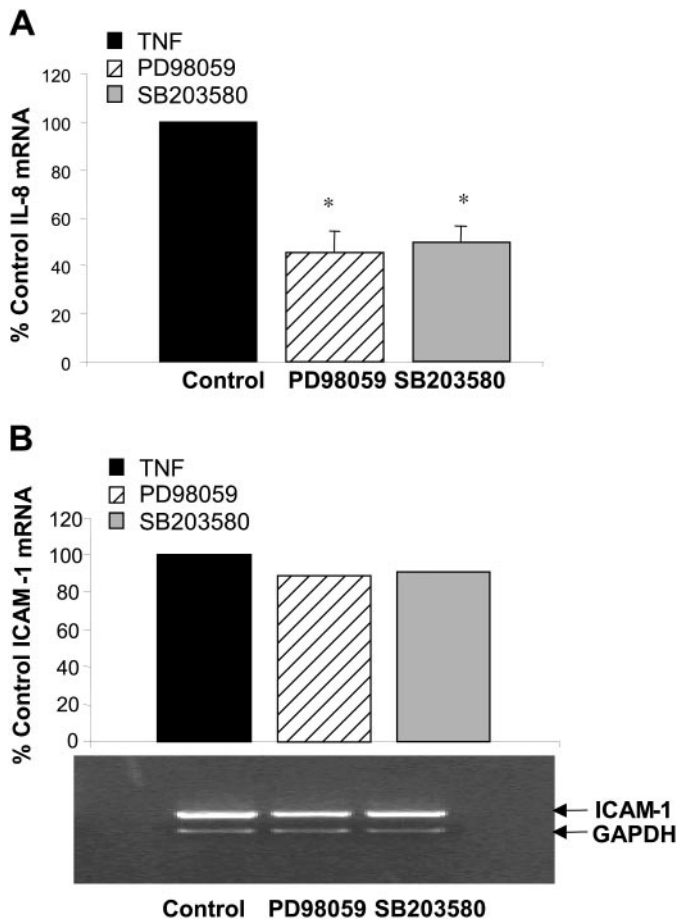 A
TNF
PD98059
SB203580
% Control IL-8 mRNA
120
100
80
60
40
20
0
*
*
Control PD98059 SB203580
B
TNF
PD98059
SB203580
% Control ICAM-1 mRNA
120
100
80
60
40
20
0
ICAM-1
GAPDH
Control PD98059 SB203580